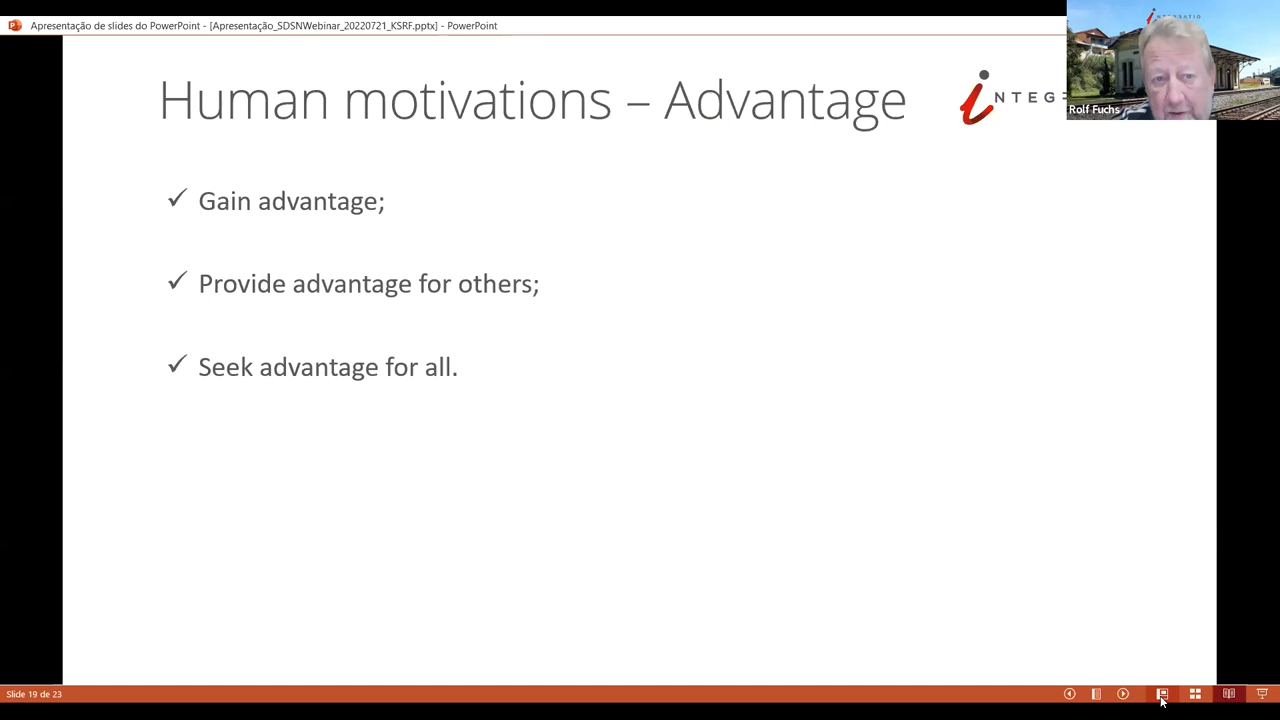 Apresentação de slides do PowerPoint - [Apresentação_SDSNWebinar_20220721_KSRF.pptx] - PowerPoint
Human motivations – Advantage
iNTEG
INTEGRATIO
Rolf Fuchs
✓ Gain advantage;
✓ Provide advantage for others;
✓ Seek advantage for all.
Slide 19 de 23